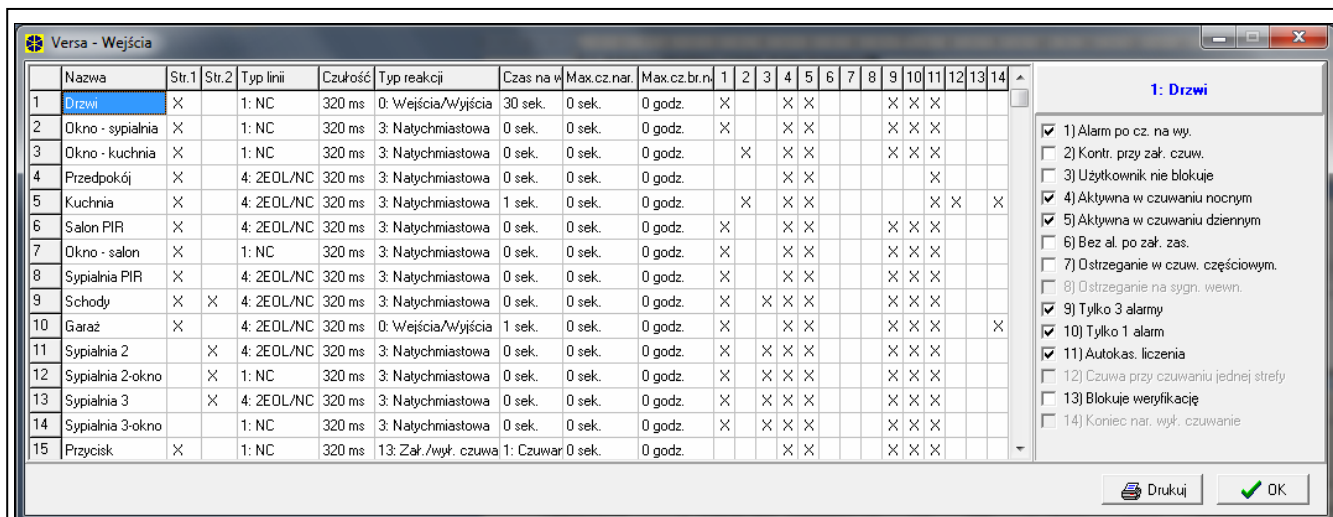 Versa - Wejścia
Nazwa Str.1 Str.2 Typ linii Czułość Typ reakcji Czas na w Max.cz.nar. Max.cz.br.n 1 2 3 4 5 6 7 8 9 10 11 12 13 14
1 Drzwi X 1: NC 320 ms 0: Wejścia/Wyjścia 30 sek. 0 sek. 0 godz. X X X X X X
2 Okno - sypialnia X 1: NC 320 ms 3: Natychmiastowa 0 sek. 0 sek. 0 godz. X X X X X X
3 Okno - kuchnia X 1: NC 320 ms 3: Natychmiastowa 0 sek. 0 sek. 0 godz. X X X X X X
4 Przedpokój X 4: 2EOL/NC 320 ms 3: Natychmiastowa 0 sek. 0 sek. 0 godz. X X X
5 Kuchnia X 4: 2EOL/NC 320 ms 3: Natychmiastowa 1 sek. 0 sek. 0 godz. X X X X X X
6 Salon PIR X 4: 2EOL/NC 320 ms 3: Natychmiastowa 0 sek. 0 sek. 0 godz. X X X X X X
7 Okno - salon X 1: NC 320 ms 3: Natychmiastowa 0 sek. 0 sek. 0 godz. X X X X X X
8 Sypialnia PIR X 4: 2EOL/NC 320 ms 3: Natychmiastowa 0 sek. 0 sek. 0 godz. X X X X X X
9 Schody X X 4: 2EOL/NC 320 ms 3: Natychmiastowa 0 sek. 0 sek. 0 godz. X X X X X X X
10 Garaż X 4: 2EOL/NC 320 ms 0: Wejścia/Wyjścia 1 sek. 0 sek. 0 godz. X X X X X X X
11 Sypialnia 2 X 4: 2EOL/NC 320 ms 3: Natychmiastowa 0 sek. 0 sek. 0 godz. X X X X X X X
12 Sypialnia 2-okno X 1: NC 320 ms 3: Natychmiastowa 0 sek. 0 sek. 0 godz. X X X X X X X
13 Sypialnia 3 X 4: 2EOL/NC 320 ms 3: Natychmiastowa 0 sek. 0 sek. 0 godz. X X X X X X X
14 Sypialnia 3-okno 1: NC 320 ms 3: Natychmiastowa 0 sek. 0 sek. 0 godz. X X X X X X X
15 Przycisk X 1: NC 320 ms 13: Zał./wył. czuwa 1: Czuwar 0 sek. 0 godz. X X X X X
1: Drzwi
1) Alarm po cz. na wy.
2) Kontr. przy zał. czuw.
3) Użytkownik nie blokuje
4) Aktywna w czuwaniu nocnym
5) Aktywna w czuwaniu dziennym
6) Bez al. po zał. zas.
7) Ostrzeganie w czuw. częściowym.
8) Ostrzeganie na sygn. wewn.
9) Tylko 3 alarmy
10) Tylko 1 alarm
11) Autokas. liczenia
12) Czuwa przy czuwaniu jednej strefy
13) Blokuje weryfikację
14) Koniec nar. wył. czuwanie
Drukuj OK